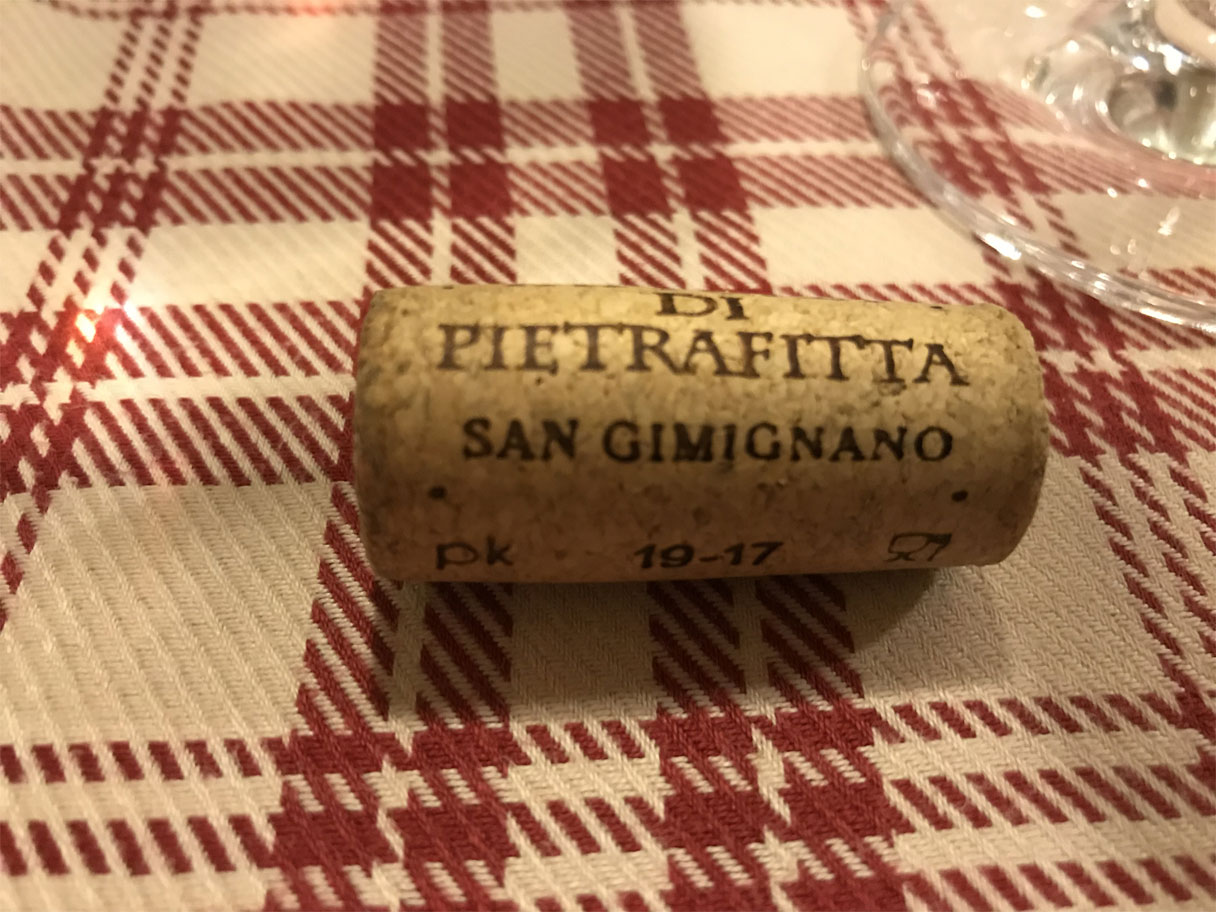 DI
PIETRAFITTA
SAN GIMIGNANO
pk 19-17